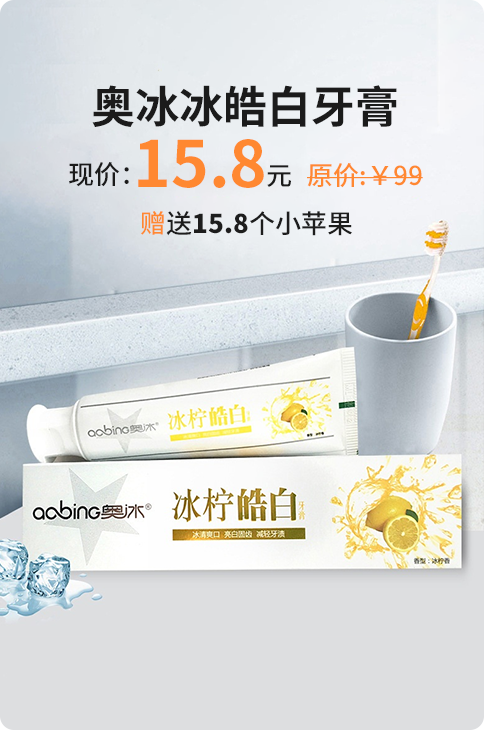 奥冰冰皓白牙膏
现价:15.8元 原价:￥99
赠送15.8个小苹果
aobing奥冰 冰柠皓白
aobing奥冰® 冰柠皓白牙膏
冰清爽口 亮白固齿 减轻牙渍
香型：冰柠香